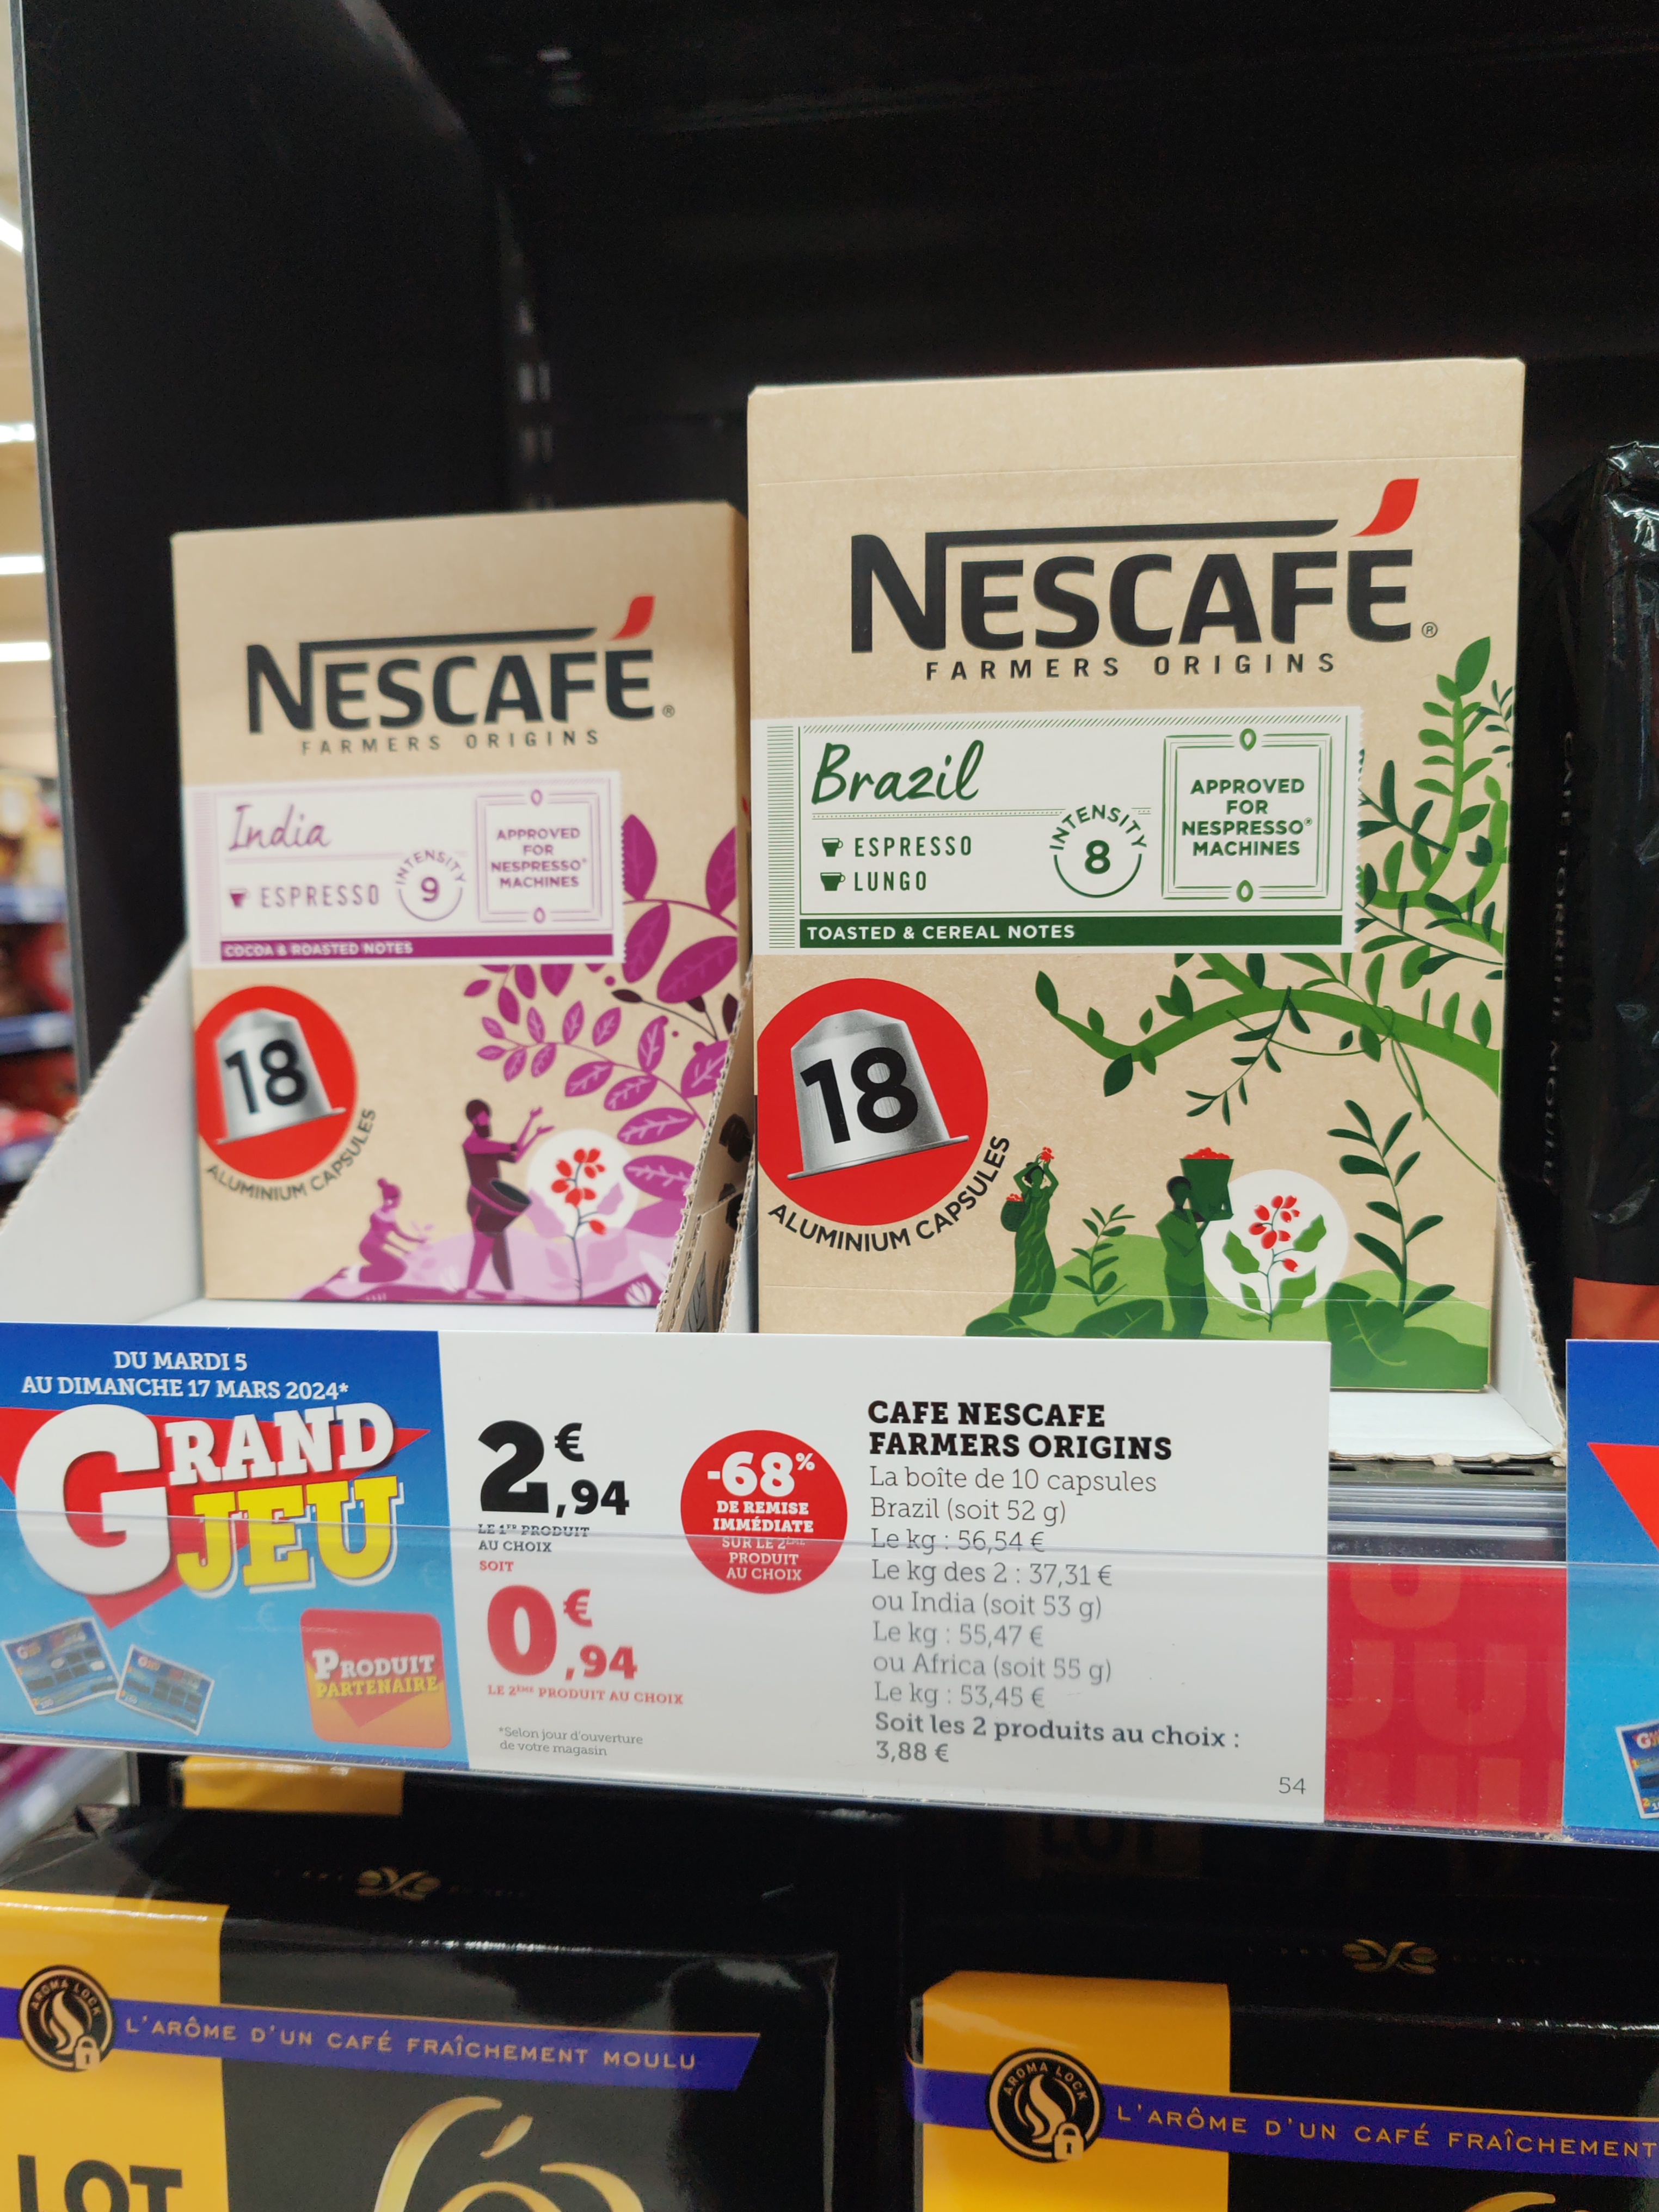 NESCAFÉ®
FARMERS ORIGINS
India
ESPRESSO
INTENSITY
9
APPROVED
FOR
NESPRESSO®
MACHINES
COCOA & ROASTED NOTES
18
ALUMINIUM CAPSULES
NESCAFÉ®
FARMERS ORIGINS
Brazil
ESPRESSO
LUNGO
INTENSITY
8
APPROVED
FOR
NESPRESSO®
MACHINES
TOASTED & CEREAL NOTES
18
ALUMINIUM CAPSULES
DU MARDI 5
AU DIMANCHE 17 MARS 2024*
GRAND
JEU
PRODUIT
PARTENAIRE
2€,94
LE 1ER PRODUIT
AU CHOIX
SOIT
0€,94
LE 2ÈME PRODUIT AU CHOIX
*Selon jour d'ouverture
de votre magasin
-68%
DE REMISE
IMMÉDIATE
SUR LE 2ÈME
PRODUIT
AU CHOIX
CAFE NESCAFE
FARMERS ORIGINS
La boîte de 10 capsules
Brazil (soit 52 g)
Le kg : 56,54 €
Le kg des 2 : 37,31 €
ou India (soit 53 g)
Le kg : 55,47 €
ou Africa (soit 55 g)
Le kg : 53,45 €
Soit les 2 produits au choix :
3,88 €
54
AROMA LOCK
L'ARÔME D'UN CAFÉ FRAÎCHEMENT MOULU
LOT
AROMA LOCK
L'ARÔME D'UN CAFÉ FRAÎCHEMENT